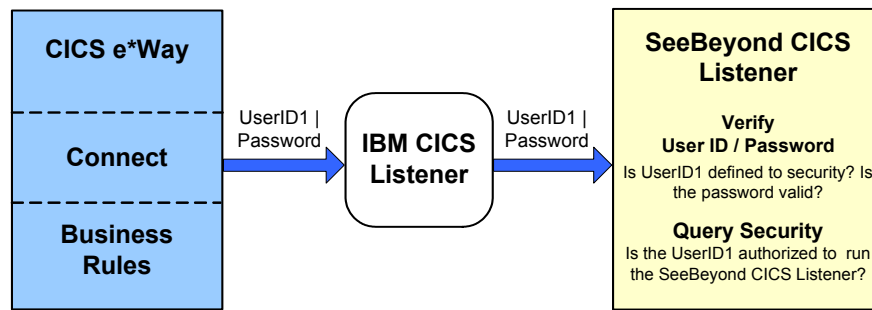 CICS e*Way
Connect
Business
Rules
UserID1 |
Password
IBM CICS
Listener
UserID1 |
Password
SeeBeyond CICS
Listener
Verify
User ID / Password
Is UserID1 defined to security? Is
the password valid?
Query Security
Is the UserID1 authorized to run
the SeeBeyond CICS Listener?